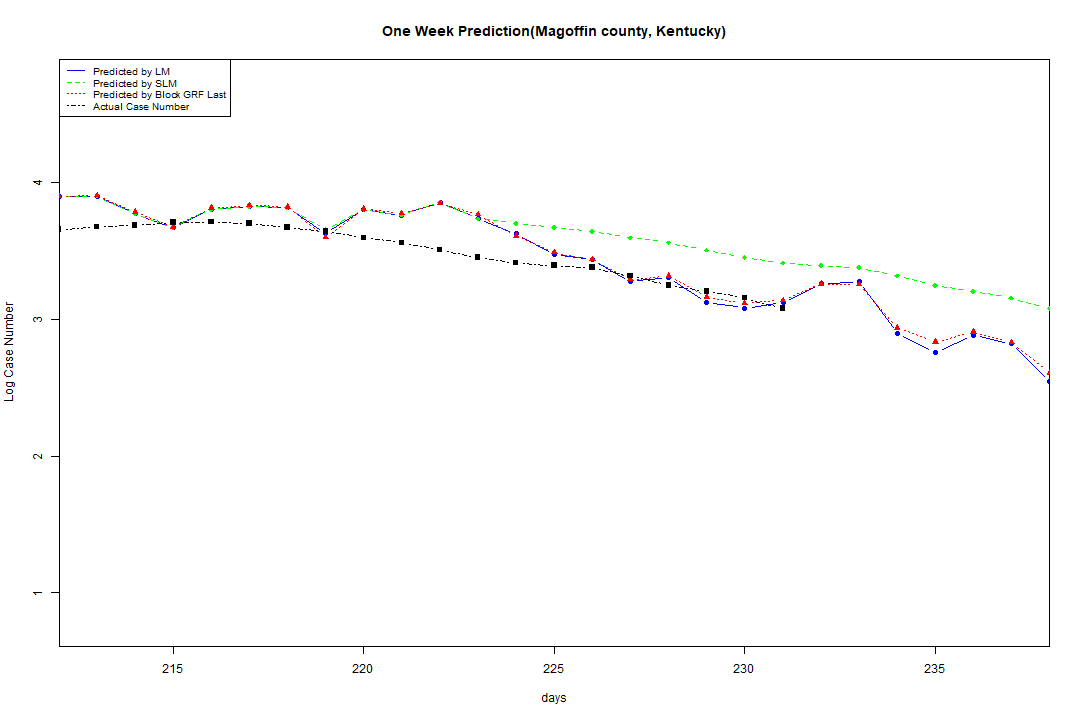 One Week Prediction(Magoffin county, Kentucky)
Predicted by LM
Predicted by SLM
Predicted by Block GRF Last
Actual Case Number
Log Case Number
4
3
2
1
215 220 225 230 235
days